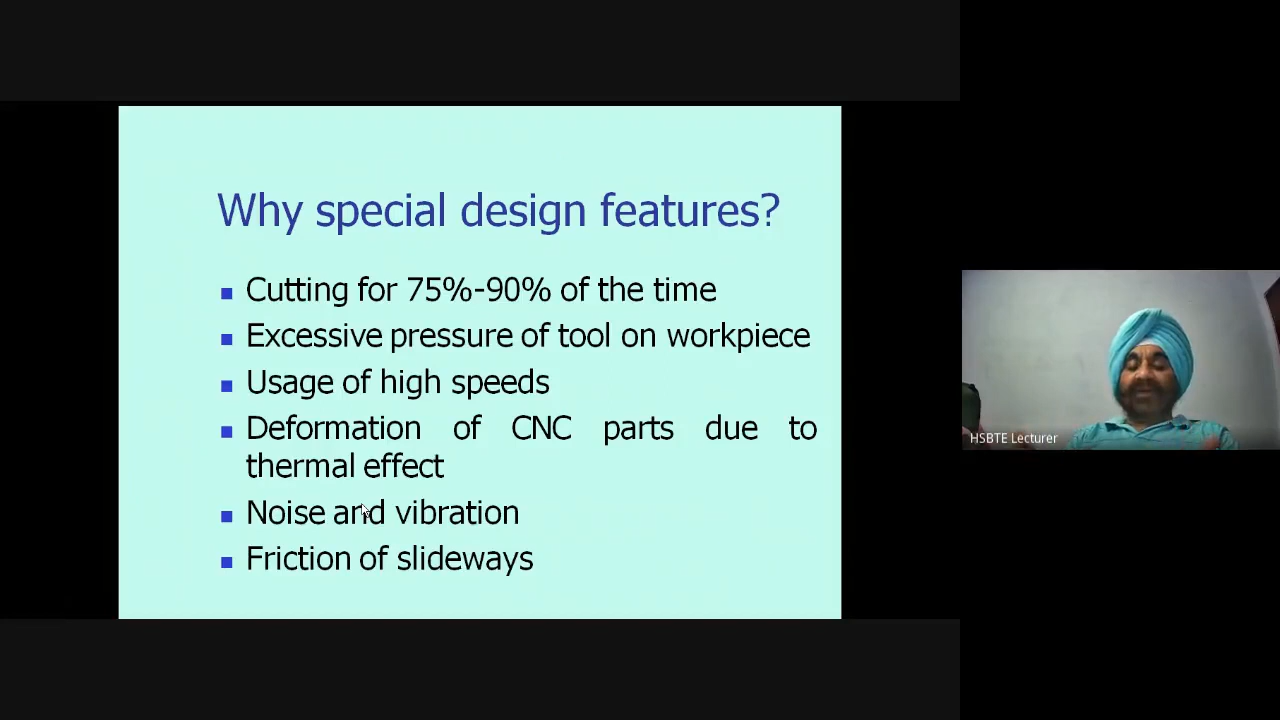 Why special design features?
Cutting for 75%-90% of the time
Excessive pressure of tool on workpiece
Usage of high speeds
Deformation of CNC parts due to
thermal effect
Noise and vibration
Friction of slideways
HSBTE Lecturer